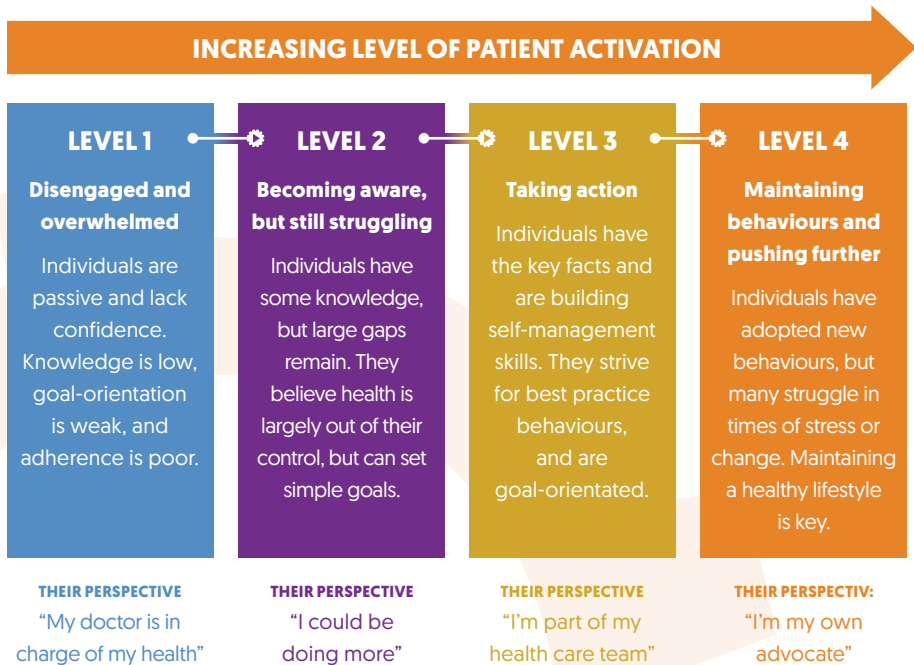 INCREASING LEVEL OF PATIENT ACTIVATION
LEVEL 1
Disengaged and
overwhelmed
Individuals are
passive and lack
confidence.
Knowledge is low,
goal-orientation
is weak, and
adherence is poor.
THEIR PERSPECTIVE
“My doctor is in
charge of my health”
LEVEL 2
Becoming aware,
but still struggling
Individuals have
some knowledge,
but large gaps
remain. They
believe health is
largely out of their
control, but can set
simple goals.
THEIR PERSPECTIVE
“I could be
doing more”
LEVEL 3
Taking action
Individuals have
the key facts and
are building
self-management
skills. They strive
for best practice
behaviours,
and are
goal-orientated.
THEIR PERSPECTIVE
“I’m part of my
health care team”
LEVEL 4
Maintaining
behaviours and
pushing further
Individuals have
adopted new
behaviours, but
many struggle in
times of stress or
change. Maintaining
a healthy lifestyle
is key.
THEIR PERSPECTIV:
“I’m my own
advocate”